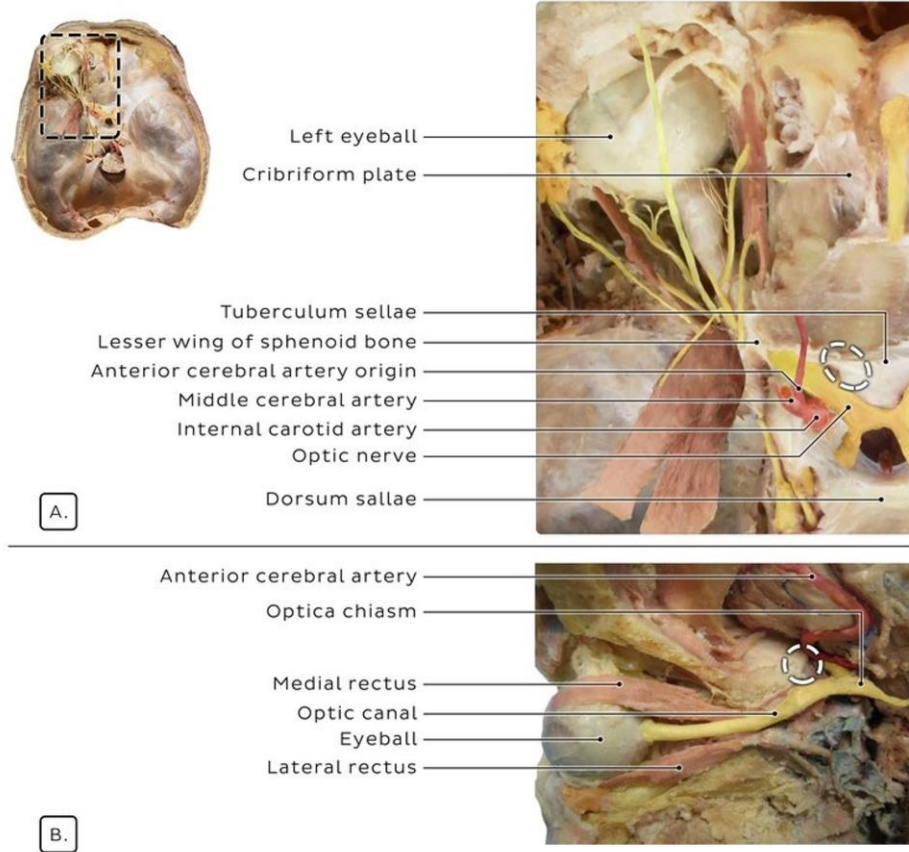 Left eyeball
Cribriform plate
Tuberculum sellae
Lesser wing of sphenoid bone
Anterior cerebral artery origin
Middle cerebral artery
Internal carotid artery
Optic nerve
Dorsum sallae
A.
Anterior cerebral artery
Optica chiasm
Medial rectus
Optic canal
Eyeball
Lateral rectus
B.